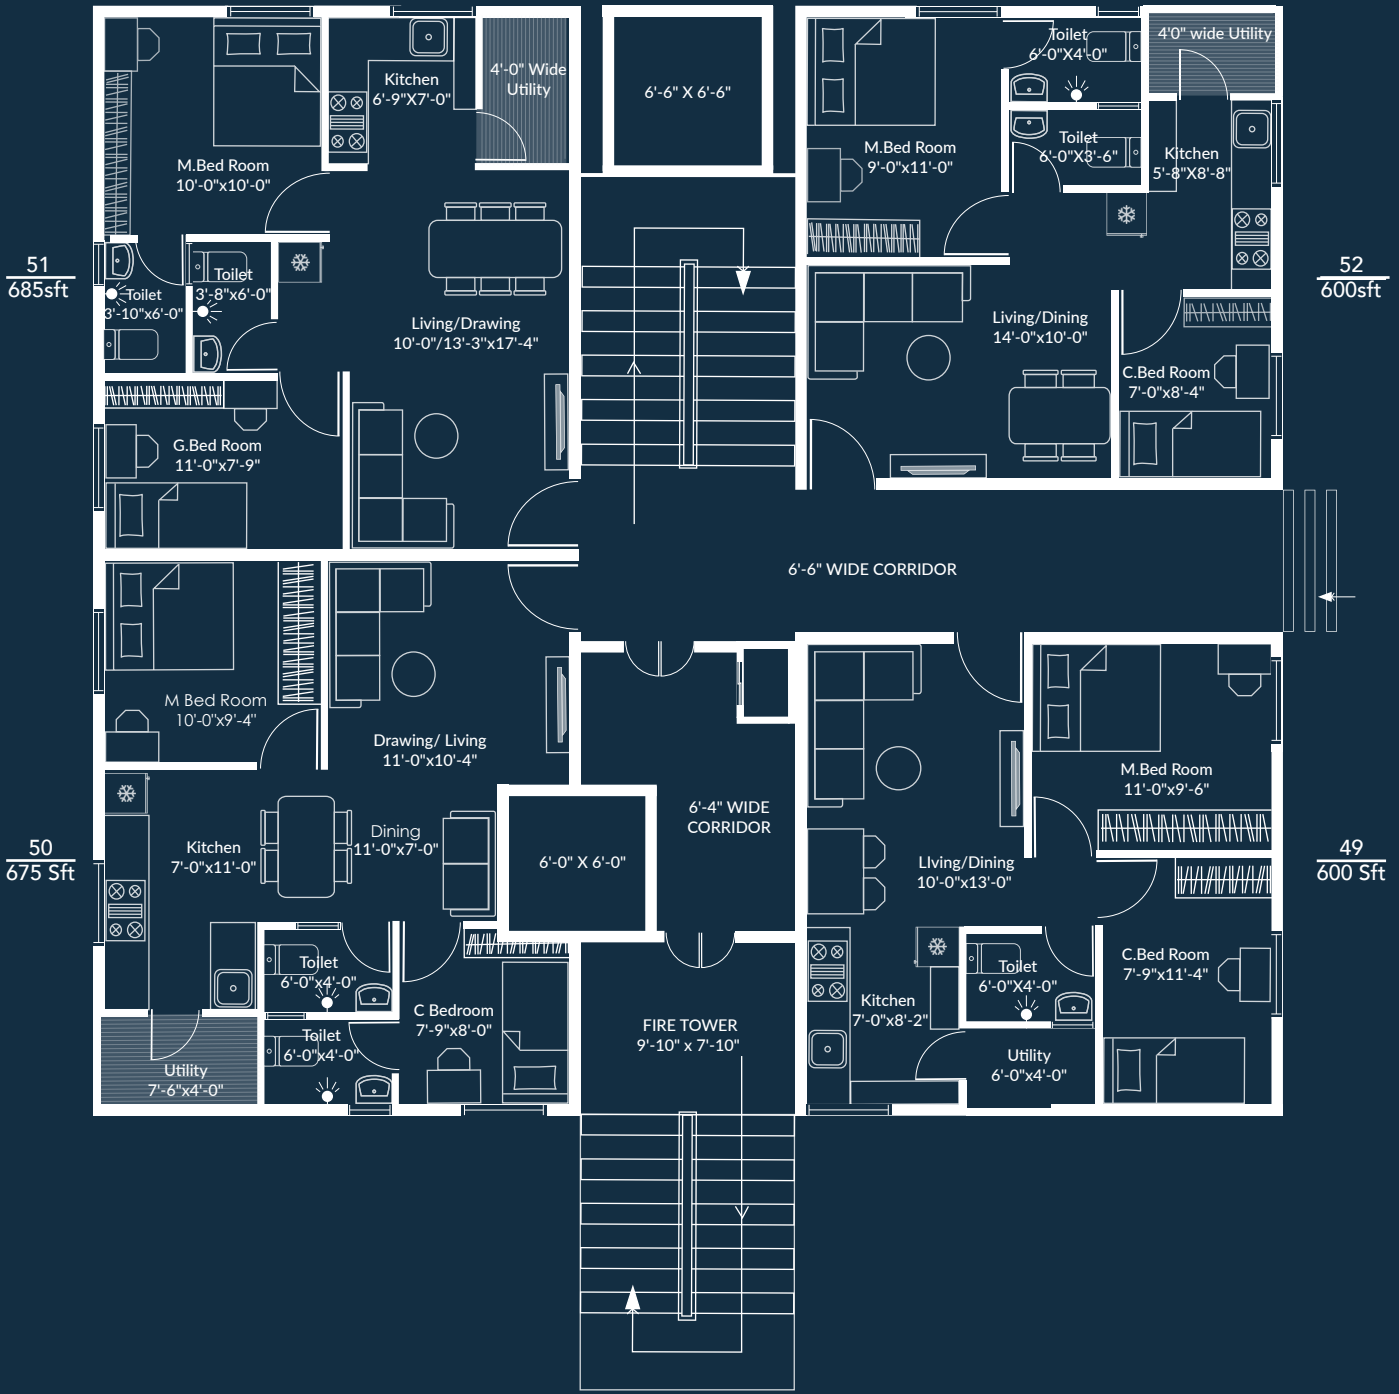 51
685sft
M.Bed Room
10'-0"x10'-0"
Kitchen
6'-9"X7'-0"
4'-0" Wide
Utility
Toilet
3'-10"x6'-0"
Toilet
3'-8"x6'-0"
Living/Drawing
10'-0"/13'-3"x17'-4"
G.Bed Room
11'-0"x7'-9"
6'-6" X 6'-6"
52
600sft
M.Bed Room
9'-0"x11'-0"
Toilet
6'-0"X4'-0"
4'0" wide Utility
Toilet
6'-0"X3'-6"
Kitchen
5'-8"X8'-8"
Living/Dining
14'-0"x10'-0"
C.Bed Room
7'-0"x8'-4"
6'-6" WIDE CORRIDOR
50
675 Sft
M Bed Room
10'-0"x9'-4"
Drawing/ Living
11'-0"x10'-4"
Kitchen
7'-0"x11'-0"
Dining
11'-0"x7'-0"
Toilet
6'-0"x4'-0"
Toilet
6'-0"x4'-0"
C Bedroom
7'-9"x8'-0"
Utility
7'-6"x4'-0"
6'-0" X 6'-0"
6'-4" WIDE
CORRIDOR
FIRE TOWER
9'-10" x 7'-10"
49
600 Sft
M.Bed Room
11'-0"x9'-6"
LIving/Dining
10'-0"x13'-0"
Toilet
6'-0"X4'-0"
C.Bed Room
7'-9"x11'-4"
Kitchen
7'-0"x8'-2"
Utility
6'-0"x4'-0"